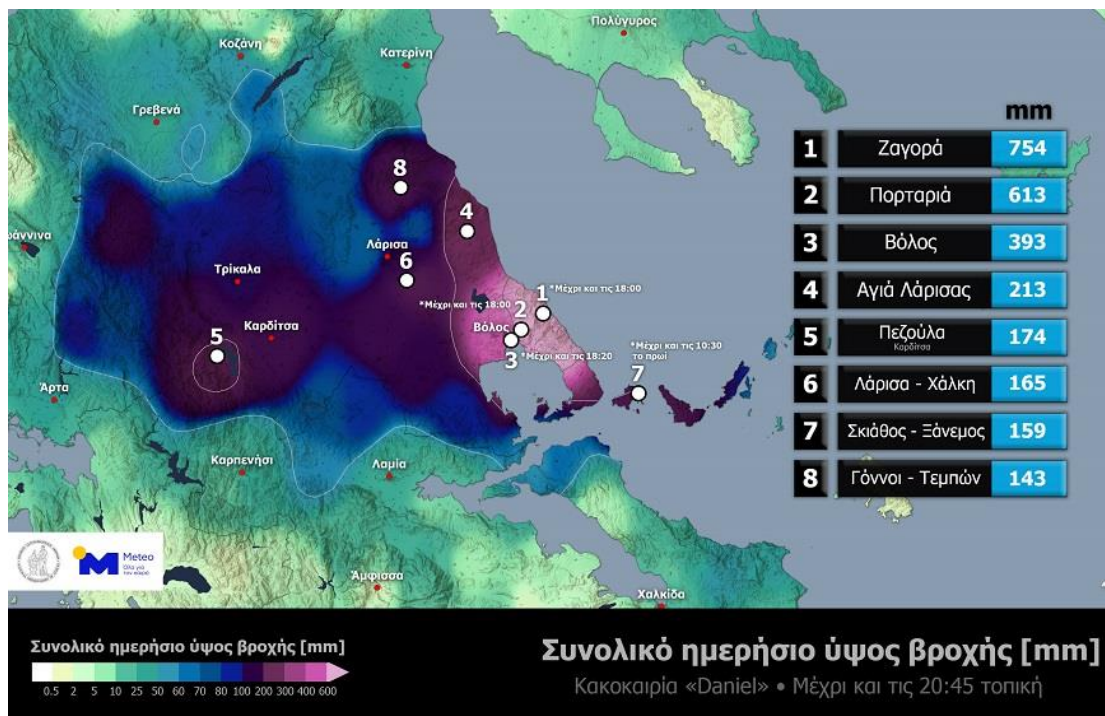 Πολύγυρος
Κοζάνη
Κατερίνη
Γρεβενά
mm
1 Ζαγορά 754
2 Πορταριά 613
3 Βόλος 393
4 Αγιά Λάρισας 213
5 Πεζούλα 174
Καρδίτσα
6 Λάρισα - Χάλκη 165
7 Σκιάθος - Ξάνεμος 159
8 Γόννοι - Τεμπών 143
8
4
ωάννινα
Λάρισα
6
Τρίκαλα
1 *Μέχρι και τις 18:00
*Μέχρι και τις 18:00
2
Βόλος
Καρδίτσα
5
3 *Μέχρι και τις 18:20
*Μέχρι και τις 10:30
το πρωί
7
Άρτα
Καρπενήσι
Λαμία
Meteo
Όλα για
τον καιρό
Άμφισσα
Χαλκίδα
Συνολικό ημερήσιο ύψος βροχής [mm]
0.5 2 5 10 25 50 60 70 80 100 200 300 400 600
Συνολικό ημερήσιο ύψος βροχής [mm]
Κακοκαιρία «Daniel» • Μέχρι και τις 20:45 τοπική